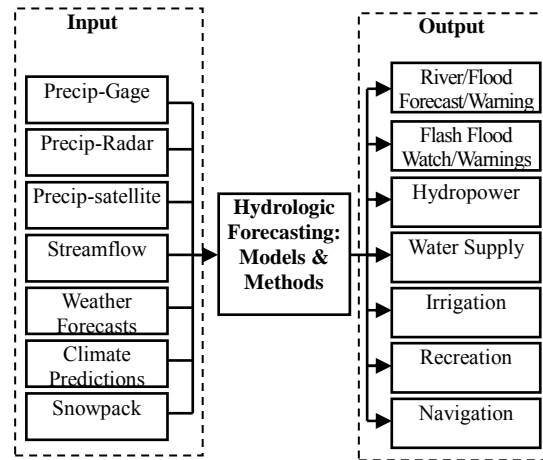 Input
Precip-Gage
Precip-Radar
Precip-satellite
Streamflow
Weather
Forecasts
Climate
Predictions
Snowpack
Hydrologic
Forecasting:
Models &
Methods
Output
River/Flood
Forecast/Warning
Flash Flood
Watch/Warnings
Hydropower
Water Supply
Irrigation
Recreation
Navigation